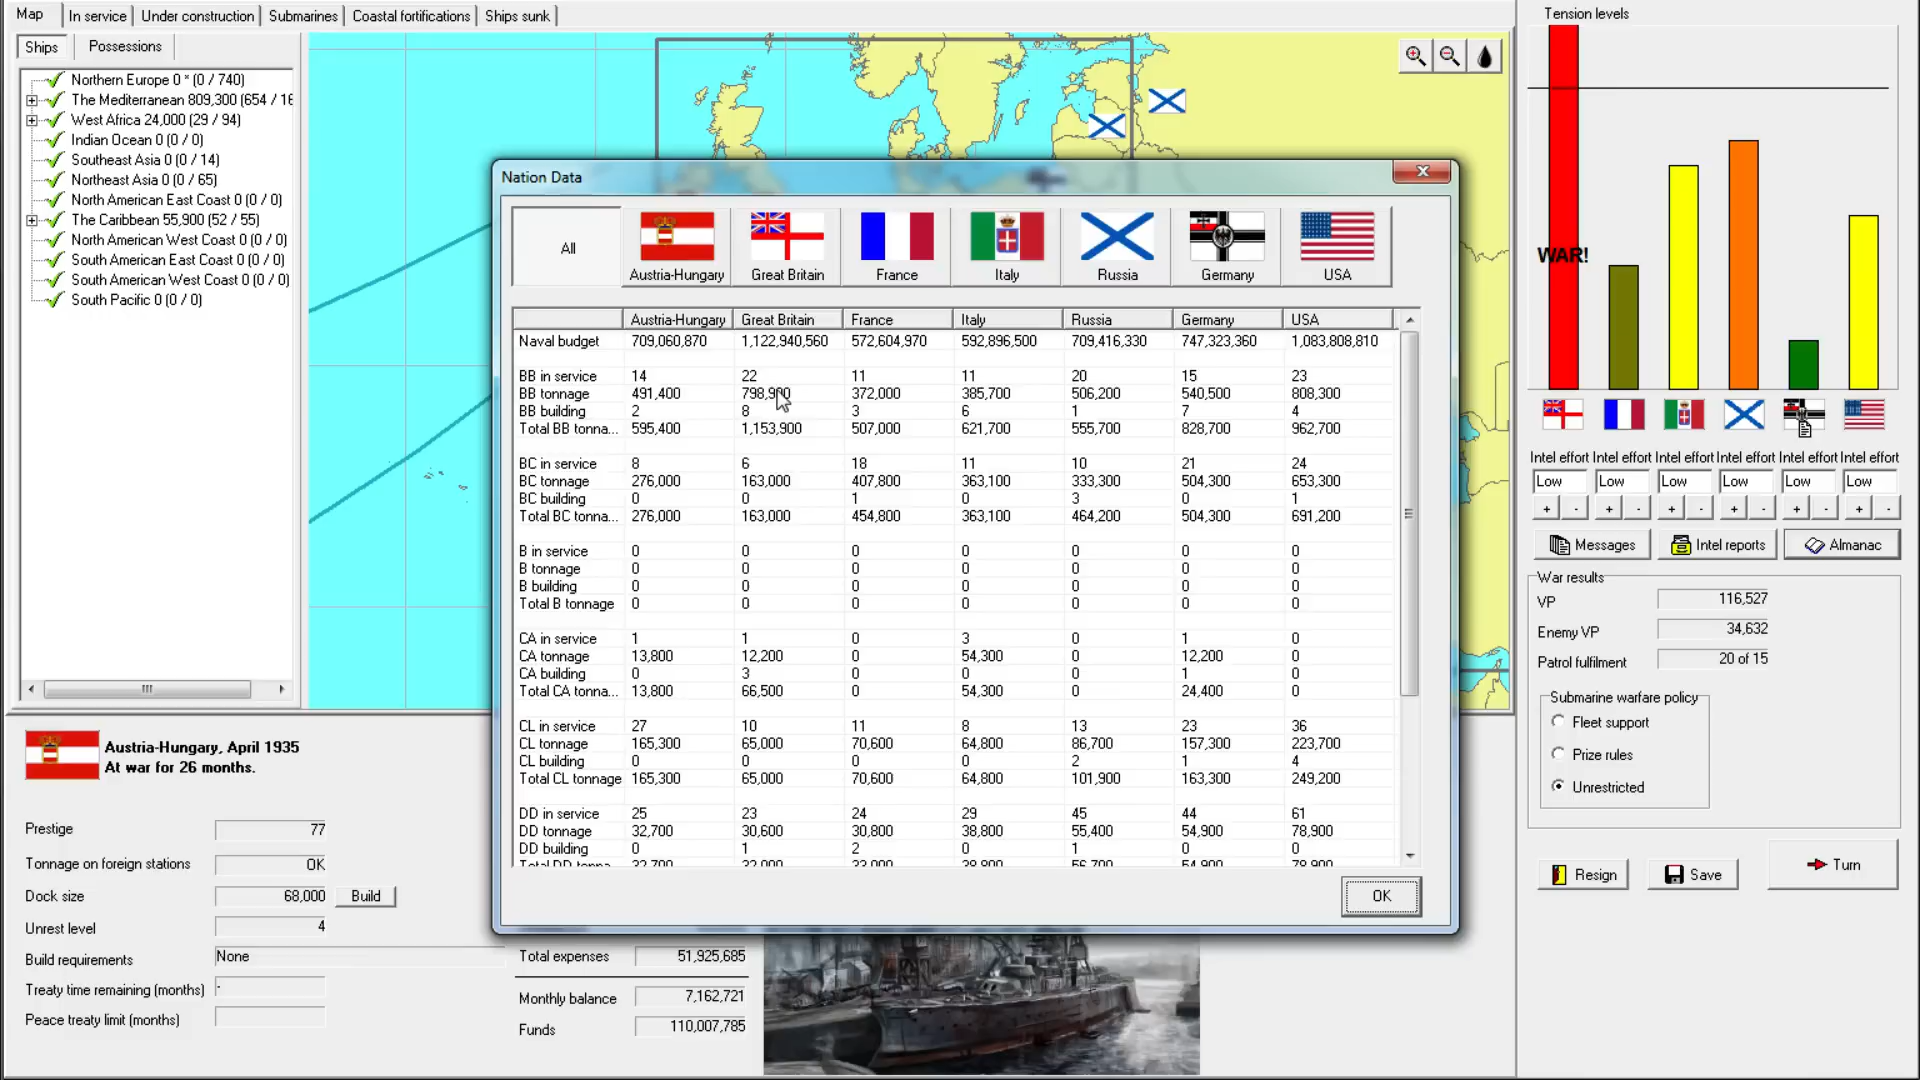 Map
In service
Under construction
Submarines
Coastal fortifications
Ships sunk
Ships
Possessions
Northern Europe 0 * (0 / 740)
The Mediterranean 809,300 (654 / 16
West Africa 24,000 (29 / 94)
Indian Ocean 0 (0 / 0)
Southeast Asia 0 (0 / 14)
Northeast Asia 0 (0 / 65)
North American East Coast 0 (0 / 0)
The Caribbean 55,900 (52 / 55)
North American West Coast 0 (0 / 0)
South American East Coast 0 (0 / 0)
South American West Coast 0 (0 / 0)
South Pacific 0 (0 / 0)
Nation Data
All
Austria-Hungary
Great Britain
France
Italy
Russia
Germany
USA
Austria-Hungary Great Britain France Italy Russia Germany USA
Naval budget 709,060,870 1,122,940,560 572,604,970 592,896,500 709,416,330 747,323,360 1,083,808,810
BB in service 14 22 11 11 20 15 23
BB tonnage 491,400 798,900 372,000 385,700 506,200 540,500 808,300
BB building 2 8 3 6 1 7 4
Total BB tonna... 595,400 1,153,900 507,000 621,700 555,700 828,700 962,700
BC in service 8 6 18 11 10 21 24
BC tonnage 276,000 163,000 407,800 363,100 333,300 504,300 653,300
BC building 0 0 1 0 3 0 1
Total BC tonna... 276,000 163,000 454,800 363,100 464,200 504,300 691,200
B in service 0 0 0 0 0 0 0
B tonnage 0 0 0 0 0 0 0
B building 0 0 0 0 0 0 0
Total B tonnage 0 0 0 0 0 0 0
CA in service 1 1 0 3 0 1 0
CA tonnage 13,800 12,200 0 54,300 0 12,200 0
CA building 0 3 0 0 0 1 0
Total CA tonna... 13,800 66,500 0 54,300 0 24,400 0
CL in service 27 10 11 8 13 23 36
CL tonnage 165,300 65,000 70,600 64,800 86,700 157,300 223,700
CL building 0 0 0 0 2 1 4
Total CL tonnage 165,300 65,000 70,600 64,800 101,900 163,300 249,200
DD in service 25 23 24 29 45 44 61
DD tonnage 32,700 30,600 30,800 38,800 55,400 54,900 78,900
DD building 0 1 2 0 1 0 0
Total DD tonna... 32,700 32,000 33,000 38,800 56,700 54,900 78,900
OK
Tension levels
WAR!
Intel effort Intel effort Intel effort Intel effort Intel effort Intel effort
Low Low Low Low Low Low
+ - + - + - + - + - + -
Messages
Intel reports
Almanac
War results
VP 116,527
Enemy VP 34,632
Patrol fulfilment 20 of 15
Submarine warfare policy
Fleet support
Prize rules
Unrestricted
Resign
Save
Turn
Austria-Hungary, April 1935
At war for 26 months.
Prestige 77
Tonnage on foreign stations OK
Dock size 68,000 Build
Unrest level 4
Build requirements None
Treaty time remaining (months) -
Peace treaty limit (months)
Total expenses 51,925,685
Monthly balance 7,162,721
Funds 110,007,785